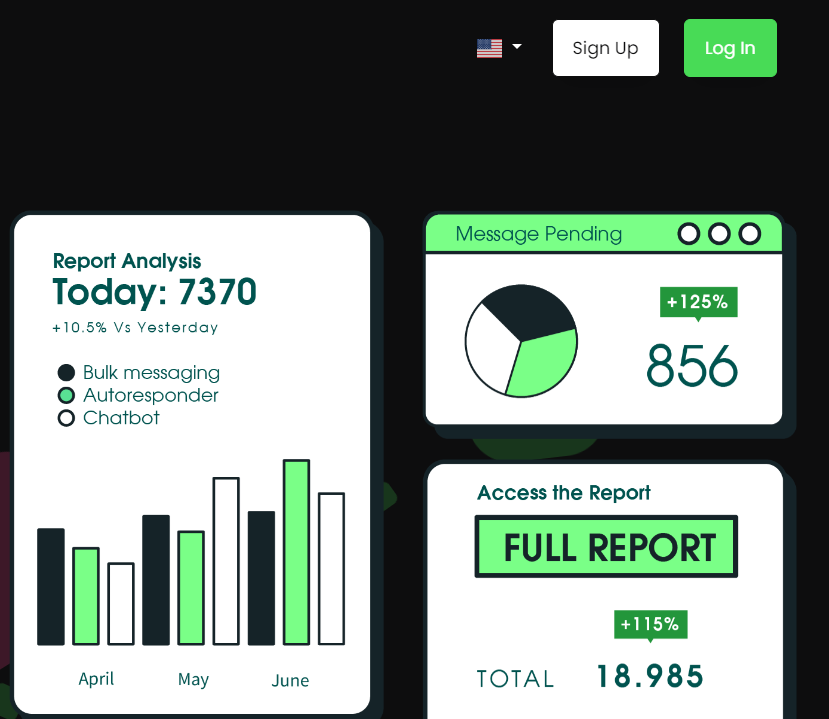 Sign Up
Log In
Report Analysis
Today: 7370
+10.5% Vs Yesterday
Bulk messaging
Autoresponder
Chatbot
April May June
Message Pending
+125%
856
Access the Report
FULL REPORT
+115%
TOTAL 18.985